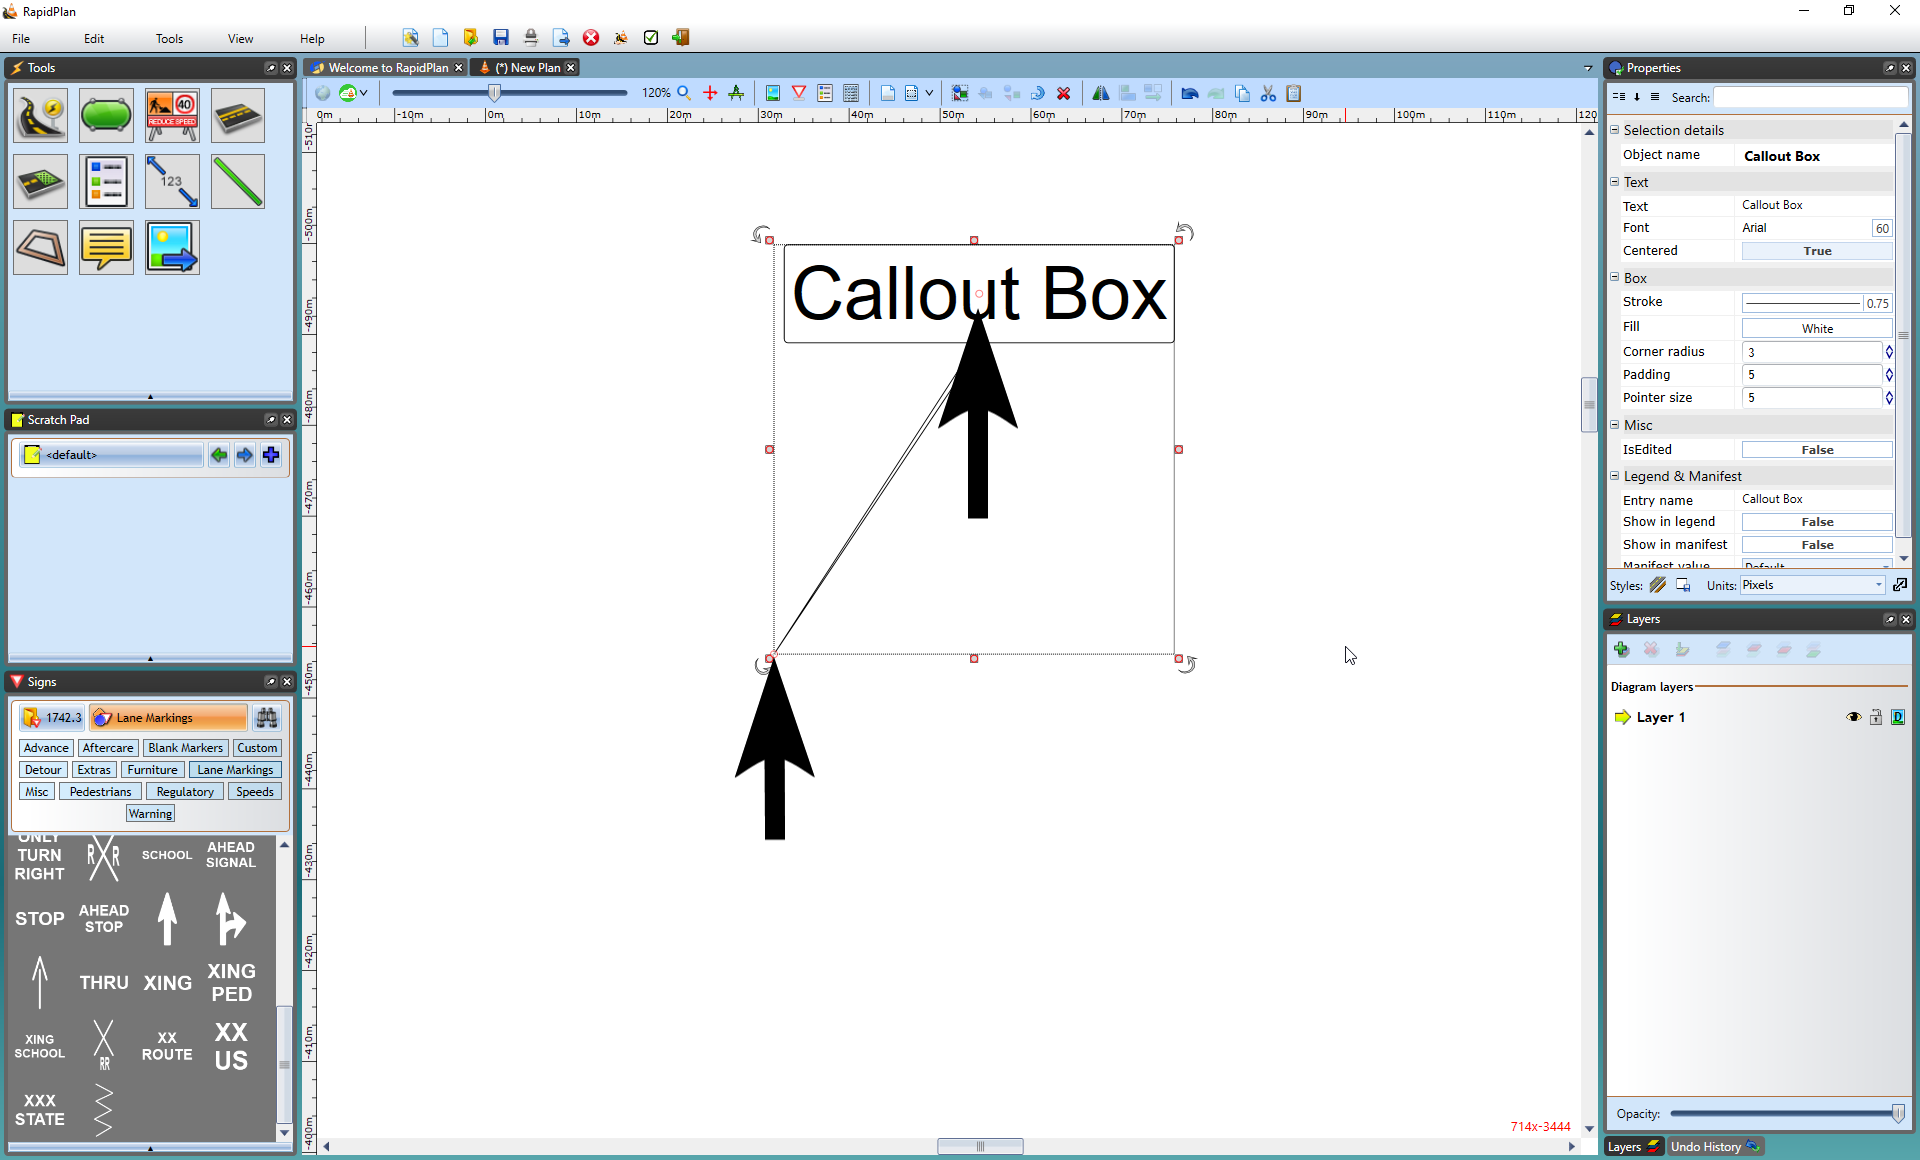 RapidPlan
File Edit Tools View Help
Tools
Welcome to RapidPlan (*) New Plan
Properties
120%
Search:
0m -10m 0m 10m 20m 30m 40m 50m 60m 70m 80m 90m 100m 110m 120
40
REDUCE SPEED
123
Scratch Pad
<default>
Signs
1742.3 Lane Markings
Advance Aftercare Blank Markers Custom
Detour Extras Furniture Lane Markings
Misc Pedestrians Regulatory Speeds
Warning
ONLY
TURN
RIGHT
R R
SCHOOL
AHEAD
SIGNAL
STOP
AHEAD
STOP
THRU
XING
XING
PED
XING
SCHOOL
RR
XX
ROUTE
XX
US
XXX
STATE
-510m
-500m
-490m
-480m
-470m
-460m
-450m
-440m
-430m
-420m
-410m
-400m
Callout Box
714x-3444
Selection details
Object name Callout Box
Text
Text Callout Box
Font Arial 60
Centered True
Box
Stroke 0.75
Fill White
Corner radius 3
Padding 5
Pointer size 5
Misc
IsEdited False
Legend & Manifest
Entry name Callout Box
Show in legend False
Show in manifest False
Manifest value Default
Styles: Units: Pixels
Layers
Diagram layers
Layer 1 D
Opacity:
Layers Undo History